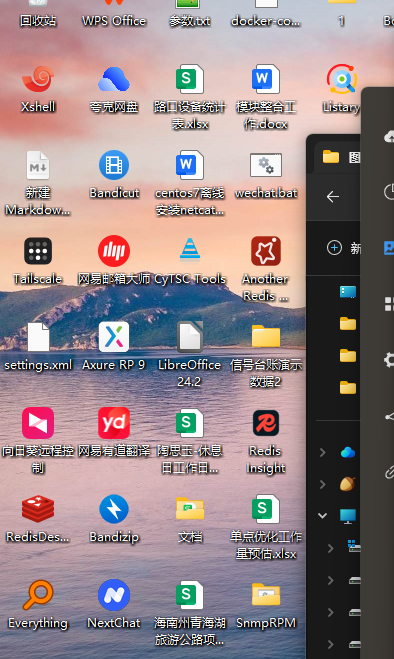 回收站
WPS Office
参数.txt
docker-co...
1
Xshell
夸克网盘
路口设备统计
表.xlsx
模块整合工
作.docx
Listary
图
新建
Markdow...
Bandicut
centos7离线
安装netcat...
wechat.bat
新
Tailscale
网易邮箱大师
CyTSC_Tools
Another
Redis ...
settings.xml
Axure RP 9
LibreOffice
24.2
信号台账演示
数据2
向日葵远程控
制
网易有道翻译
陶思玉-休息
日工作日...
Redis
Insight
RedisDes...
Bandizip
文档
单点优化工作
量预估.xlsx
Everything
NextChat
海南州青海湖
旅游公路项...
SnmpRPM